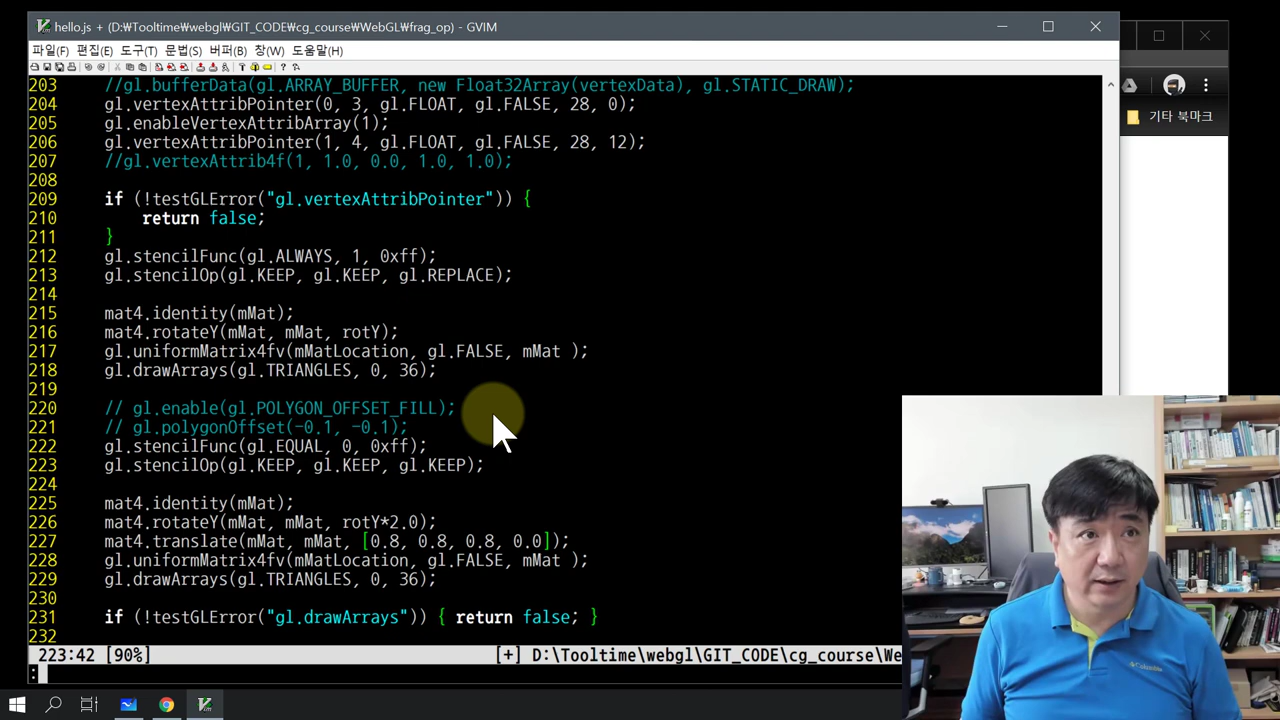 hello.js + (D:₩Tooltime₩webgl₩GIT_CODE₩cg_course₩WebGL₩frag_op) - GVIM
파일(F) 편집(E) 도구(T) 문법(S) 버퍼(B) 창(W) 도움말(H)
기타 북마크
203 //gl.bufferData(gl.ARRAY_BUFFER, new Float32Array(vertexData), gl.STATIC_DRAW);
204 gl.vertexAttribPointer(0, 3, gl.FLOAT, gl.FALSE, 28, 0);
205 gl.enableVertexAttribArray(1);
206 gl.vertexAttribPointer(1, 4, gl.FLOAT, gl.FALSE, 28, 12);
207 //gl.vertexAttrib4f(1, 1.0, 0.0, 1.0, 1.0);
208
209 if (!testGLError("gl.vertexAttribPointer")) {
210 return false;
211 }
212 gl.stencilFunc(gl.ALWAYS, 1, 0xff);
213 gl.stencilOp(gl.KEEP, gl.KEEP, gl.REPLACE);
214
215 mat4.identity(mMat);
216 mat4.rotateY(mMat, mMat, rotY);
217 gl.uniformMatrix4fv(mMatLocation, gl.FALSE, mMat );
218 gl.drawArrays(gl.TRIANGLES, 0, 36);
219
220 // gl.enable(gl.POLYGON_OFFSET_FILL);
221 // gl.polygonOffset(-0.1, -0.1);
222 gl.stencilFunc(gl.EQUAL, 0, 0xff);
223 gl.stencilOp(gl.KEEP, gl.KEEP, gl.KEEP);
224
225 mat4.identity(mMat);
226 mat4.rotateY(mMat, mMat, rotY*2.0);
227 mat4.translate(mMat, mMat, [0.8, 0.8, 0.8, 0.0]);
228 gl.uniformMatrix4fv(mMatLocation, gl.FALSE, mMat );
229 gl.drawArrays(gl.TRIANGLES, 0, 36);
230
231 if (!testGLError("gl.drawArrays")) { return false; }
232
223:42 [90%] [+] D:\Tooltime\webgl\GIT_CODE\cg_course\We
: